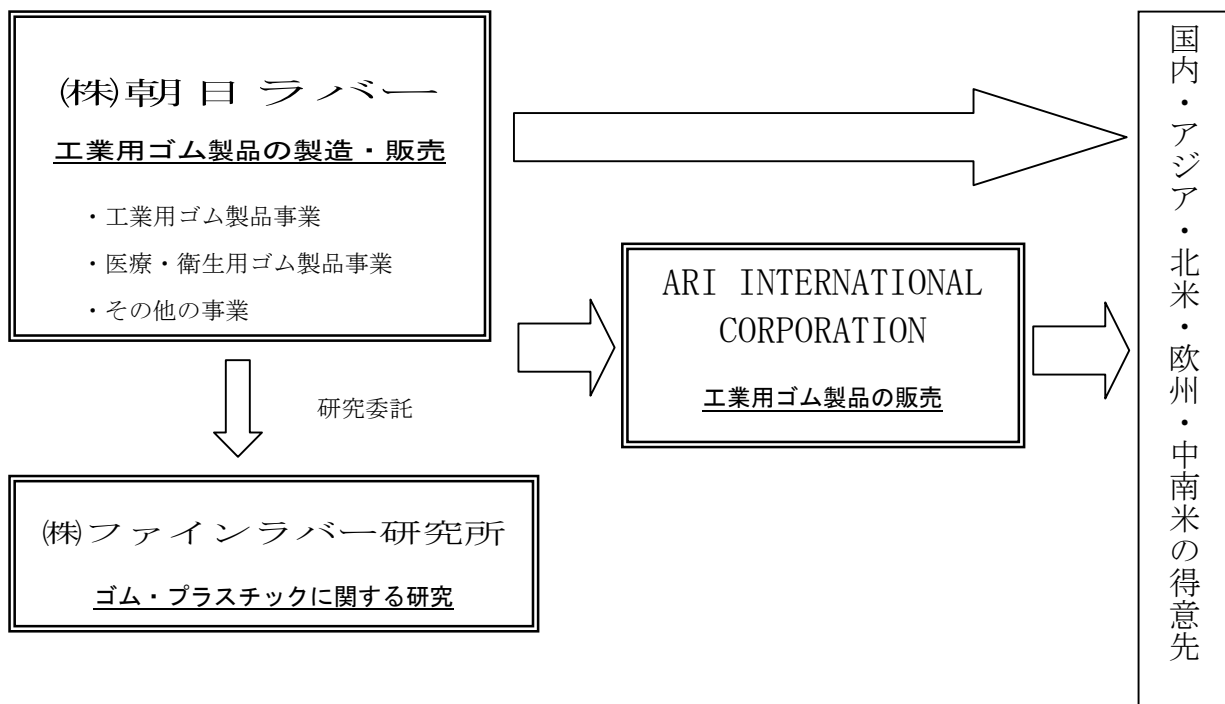 ㈱朝日ラバー
工業用ゴム製品の製造・販売
・工業用ゴム製品事業
・医療・衛生用ゴム製品事業
・その他の事業
研究委託
㈱ファインラバー研究所
ゴム・プラスチックに関する研究
ARI INTERNATIONAL
CORPORATION
工業用ゴム製品の販売
国内・アジア・北米・欧州・中南米の得意先